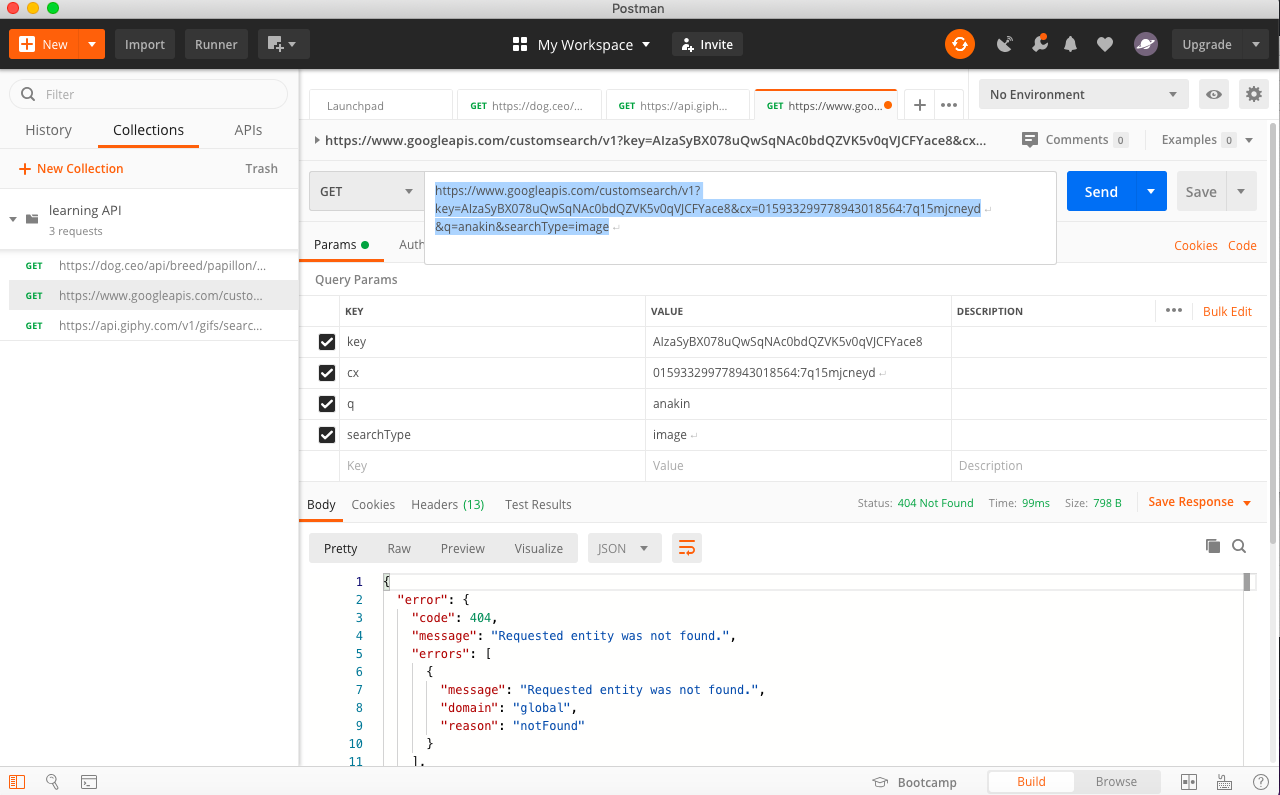 Postman
New
Import
Runner
My Workspace
Invite
Upgrade
Filter
History
Collections
APIs
New Collection
Trash
learning API
3 requests
GET https://dog.ceo/api/breed/papillon/...
GET https://www.googleapis.com/custo...
GET https://api.giphy.com/v1/gifs/searc...
Launchpad
GET https://dog.ceo/...
GET https://api.giph...
GET https://www.goo...
No Environment
https://www.googleapis.com/customsearch/v1?key=AIzaSyBX078uQwSqNAc0bdQZVK5v0qVJCFYace8&cx...
Comments 0
Examples 0
GET
https://www.googleapis.com/customsearch/v1?
key=AIzaSyBX078uQwSqNAc0bdQZVK5v0qVJCFYace8&cx=015933299778943018564:7q15mjcneyd
&q=anakin&searchType=image
Send
Save
Params
Auth
Cookies
Code
Query Params
KEY VALUE DESCRIPTION
Bulk Edit
key AIzaSyBX078uQwSqNAc0bdQZVK5v0qVJCFYace8
cx 015933299778943018564:7q15mjcneyd
q anakin
searchType image
Key Value Description
Body Cookies Headers (13) Test Results
Status: 404 Not Found Time: 99ms Size: 798 B
Save Response
Pretty Raw Preview Visualize JSON
1 {
2 "error": {
3 "code": 404,
4 "message": "Requested entity was not found.",
5 "errors": [
6 {
7 "message": "Requested entity was not found.",
8 "domain": "global",
9 "reason": "notFound"
10 }
11 ],
Bootcamp
Build
Browse